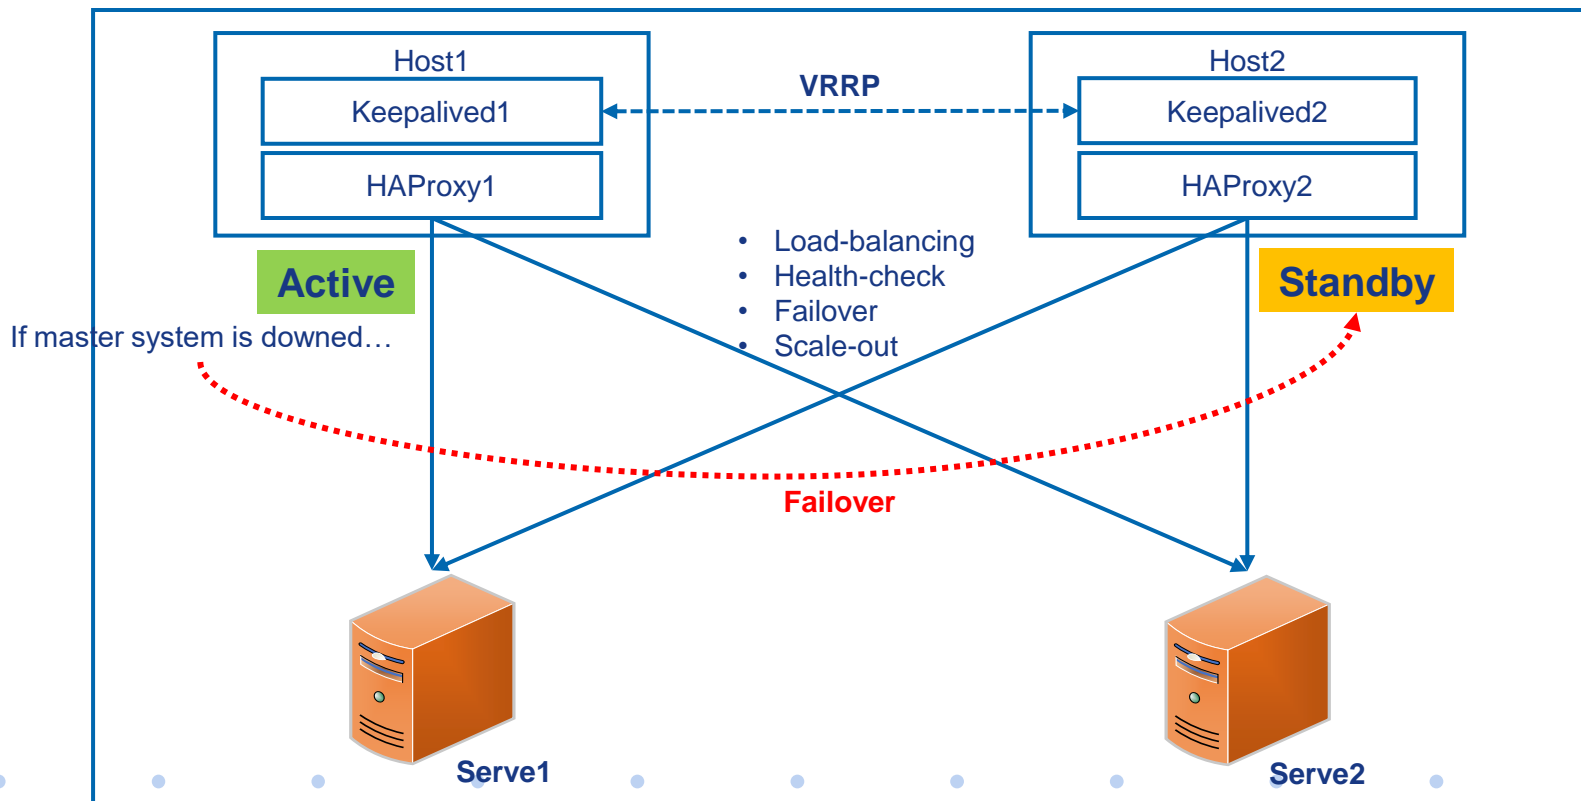 Host1
Keepalived1
HAProxy1
VRRP
Host2
Keepalived2
HAProxy2
• Load-balancing
• Health-check
• Failover
• Scale-out
Active
Standby
If master system is downed…
Failover
Serve1
Serve2